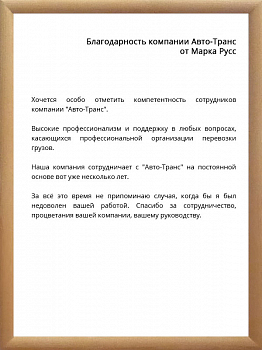 Благодарность компании Авто-Транс
от Марка Русс
Хочется особо отметить компетентность сотрудников
компании "Авто-Транс".
Высокие профессионализм и поддержку в любых вопросах,
касающихся профессиональной организации перевозки
грузов.
Наша компания сотрудничает с "Авто-Транс" на постоянной
основе вот уже несколько лет.
За всё это время не припоминаю случая, когда бы я был
недоволен вашей работой. Спасибо за сотрудничество,
процветания вашей компании, вашему руководству.